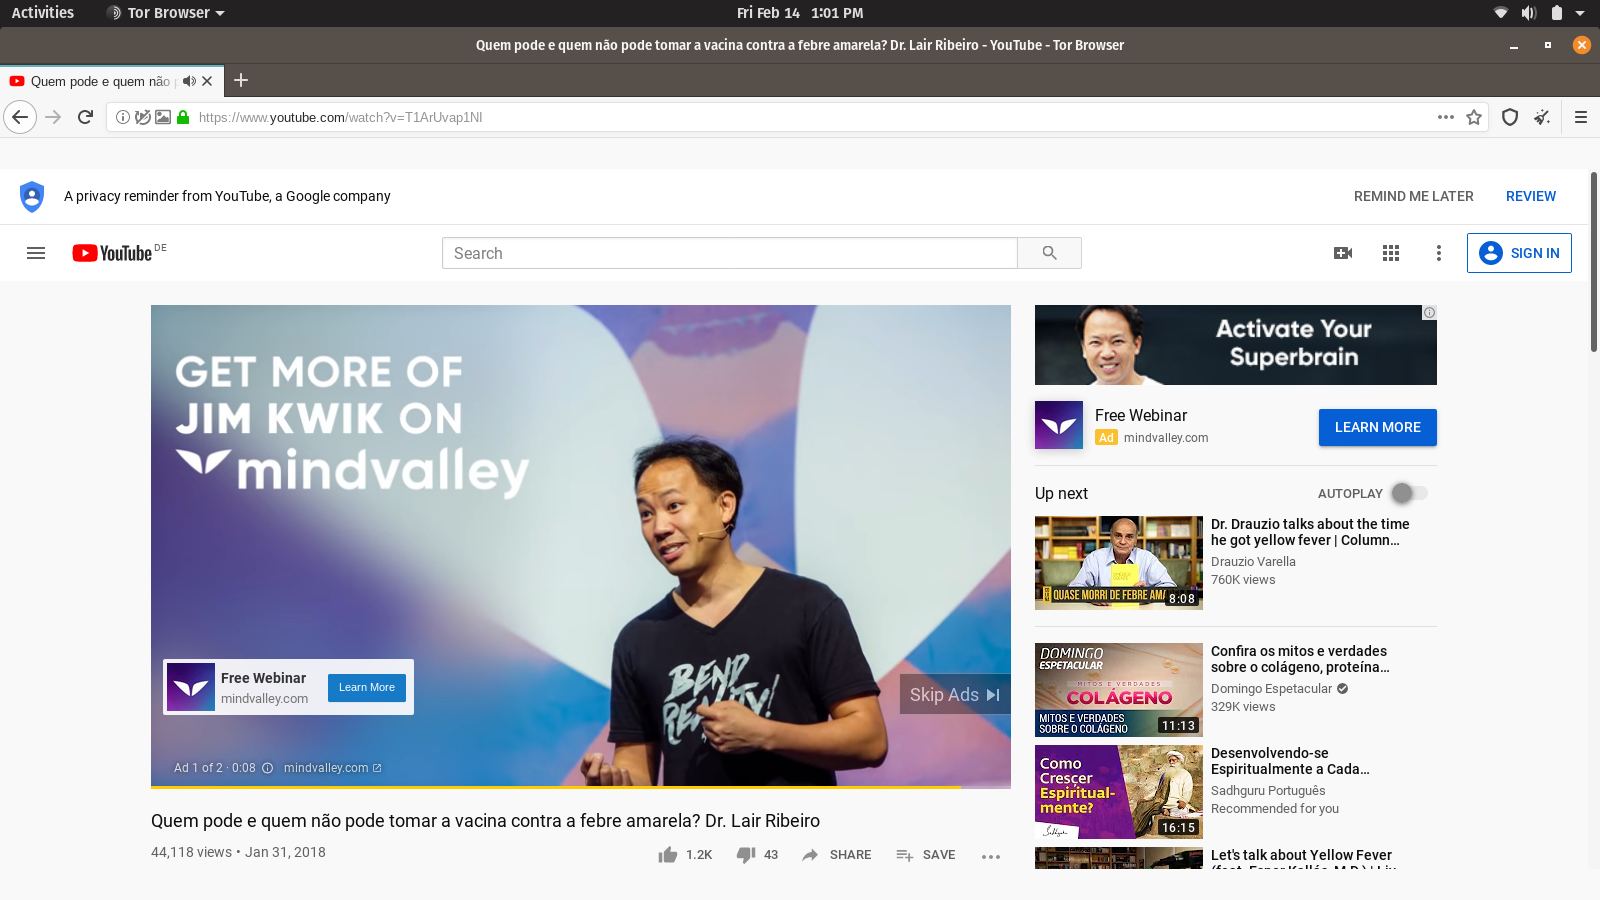 Activities
Tor Browser
Fri Feb 14 1:01 PM
Quem pode e quem não pode tomar a vacina contra a febre amarela? Dr. Lair Ribeiro - YouTube - Tor Browser
Quem pode e quem não
https://www.youtube.com/watch?v=T1ArUvap1NI
A privacy reminder from YouTube, a Google company
REMIND ME LATER
REVIEW
YouTube DE
Search
SIGN IN
GET MORE OF
JIM KWIK ON
mindvalley
BEND
REALITY!
Free Webinar
mindvalley.com
Learn More
Skip Ads
Ad 1 of 2 · 0:08
mindvalley.com
Quem pode e quem não pode tomar a vacina contra a febre amarela? Dr. Lair Ribeiro
44,118 views • Jan 31, 2018
1.2K
43
SHARE
SAVE
Activate Your
Superbrain
Free Webinar
Ad mindvalley.com
LEARN MORE
Up next
AUTOPLAY
QUASE MORRI DE FEBRE
8:08
Dr. Drauzio talks about the time
he got yellow fever | Column...
Drauzio Varella
760K views
DOMINGO
ESPETACULAR
MITOS E VERDADES
COLÁGENO
MITOS E VERDADES
SOBRE O COLÁGENO
11:13
Confira os mitos e verdades
sobre o colágeno, proteína...
Domingo Espetacular
329K views
Como
Crescer
Espiritual-
mente?
Sadhguru
16:15
Desenvolvendo-se
Espiritualmente a Cada...
Sadhguru Português
Recommended for you
Let's talk about Yellow Fever